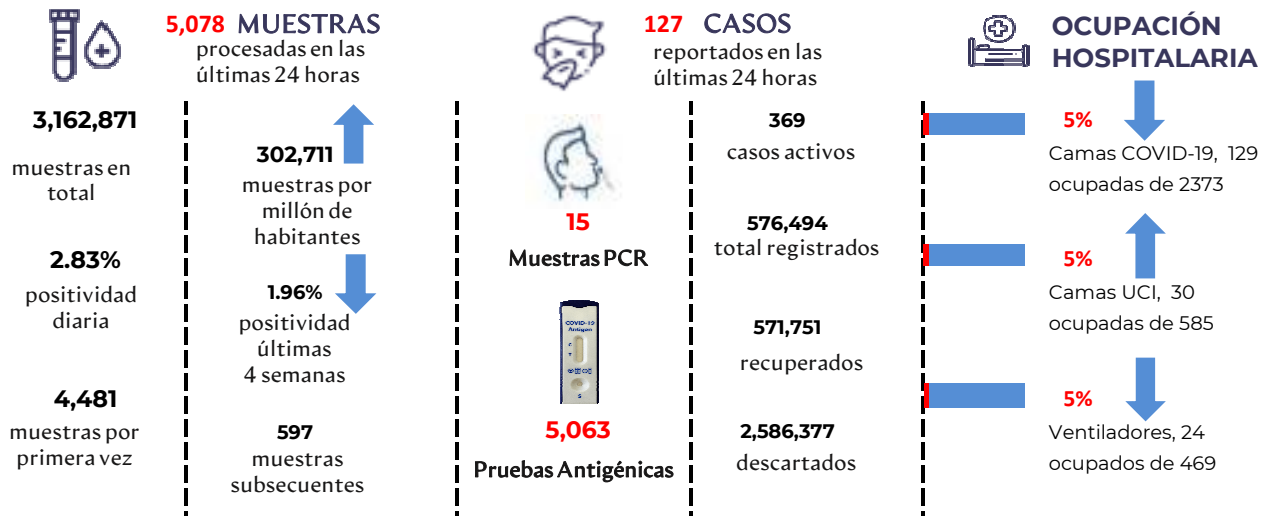 5,078 MUESTRAS
procesadas en las
últimas 24 horas
3,162,871
muestras en
total
2.83%
positividad
diaria
4,481
muestras por
primera vez
302,711
muestras por
millón de
habitantes
1.96%
positividad
últimas
4 semanas
597
muestras
subsecuentes
127 CASOS
reportados en las
últimas 24 horas
15
Muestras PCR
COVID-19
Antigen
C
T
S
5,063
Pruebas Antigénicas
369
casos activos
576,494
total registrados
571,751
recuperados
2,586,377
descartados
OCUPACIÓN
HOSPITALARIA
5%
Camas COVID-19, 129
ocupadas de 2373
5%
Camas UCI, 30
ocupadas de 585
5%
Ventiladores, 24
ocupados de 469